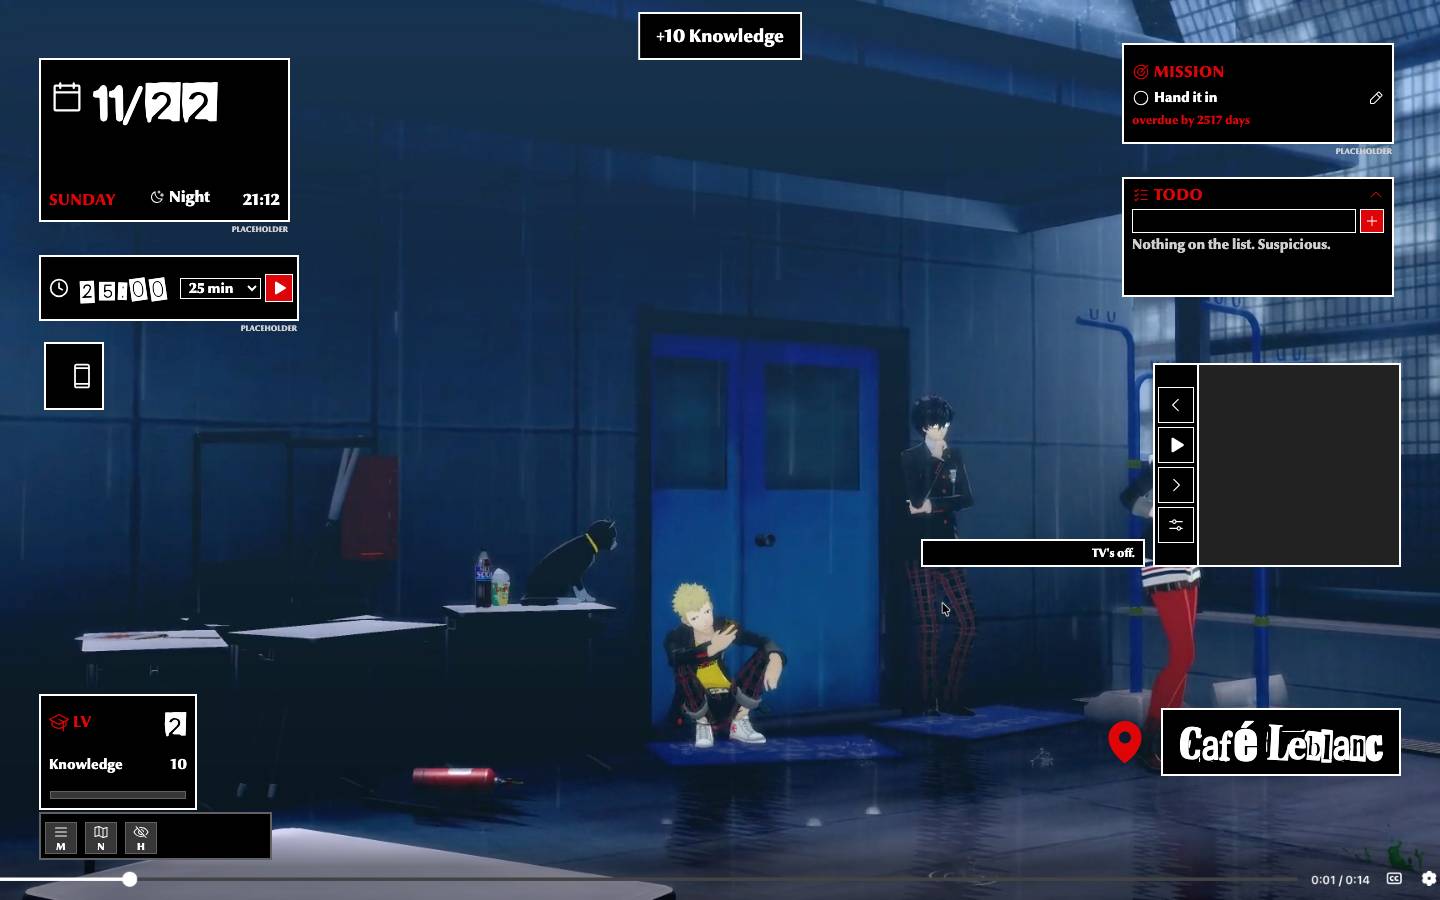 +10 Knowledge
11/22
SUNDAY
Night
21:12
PLACEHOLDER
25:00
25 min
PLACEHOLDER
MISSION
Hand it in
overdue by 2517 days
PLACEHOLDER
TODO
Nothing on the list. Suspicious.
TV's off.
LV
2
Knowledge
10
M
N
H
Café Leblanc
0:01 / 0:14
CC